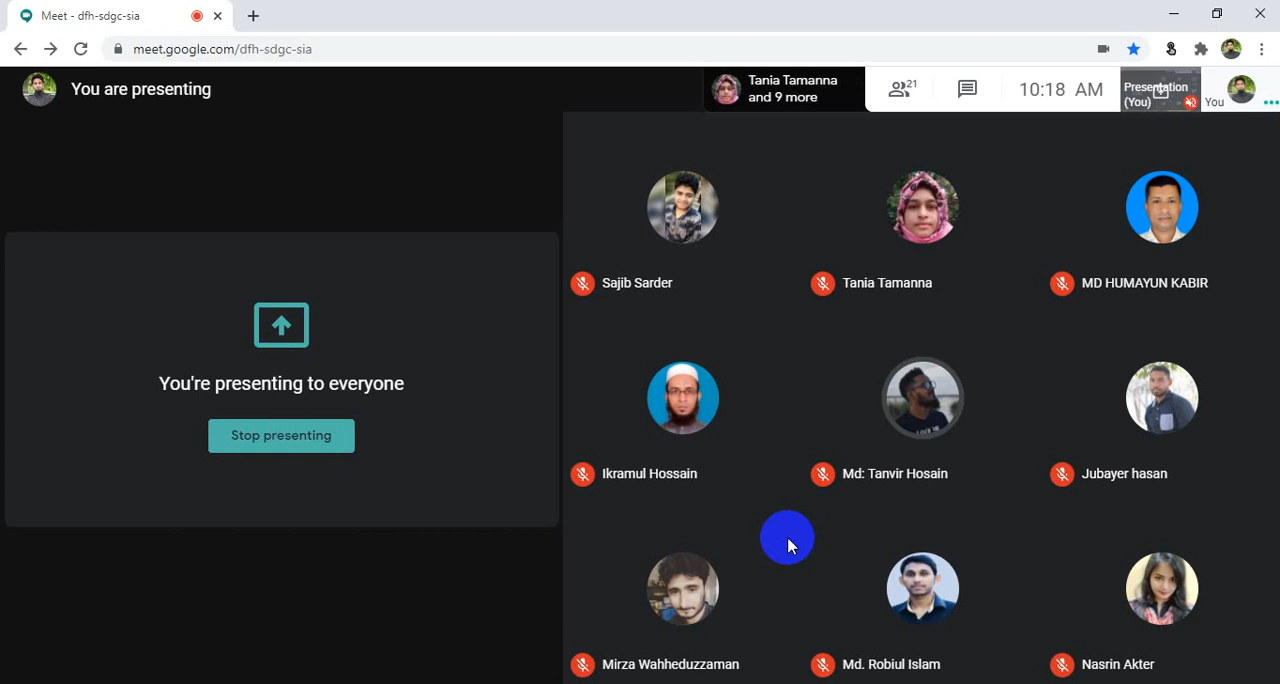 Meet - dfh-sdgc-sia
meet.google.com/dfh-sdgc-sia
You are presenting
Tania Tamanna
and 9 more
21
10:18 AM
Presentation
(You)
You
You're presenting to everyone
Stop presenting
Sajib Sarder
Tania Tamanna
MD HUMAYUN KABIR
Ikramul Hossain
Md: Tanvir Hosain
Jubayer hasan
Mirza Wahheduzzaman
Md. Robiul Islam
Nasrin Akter